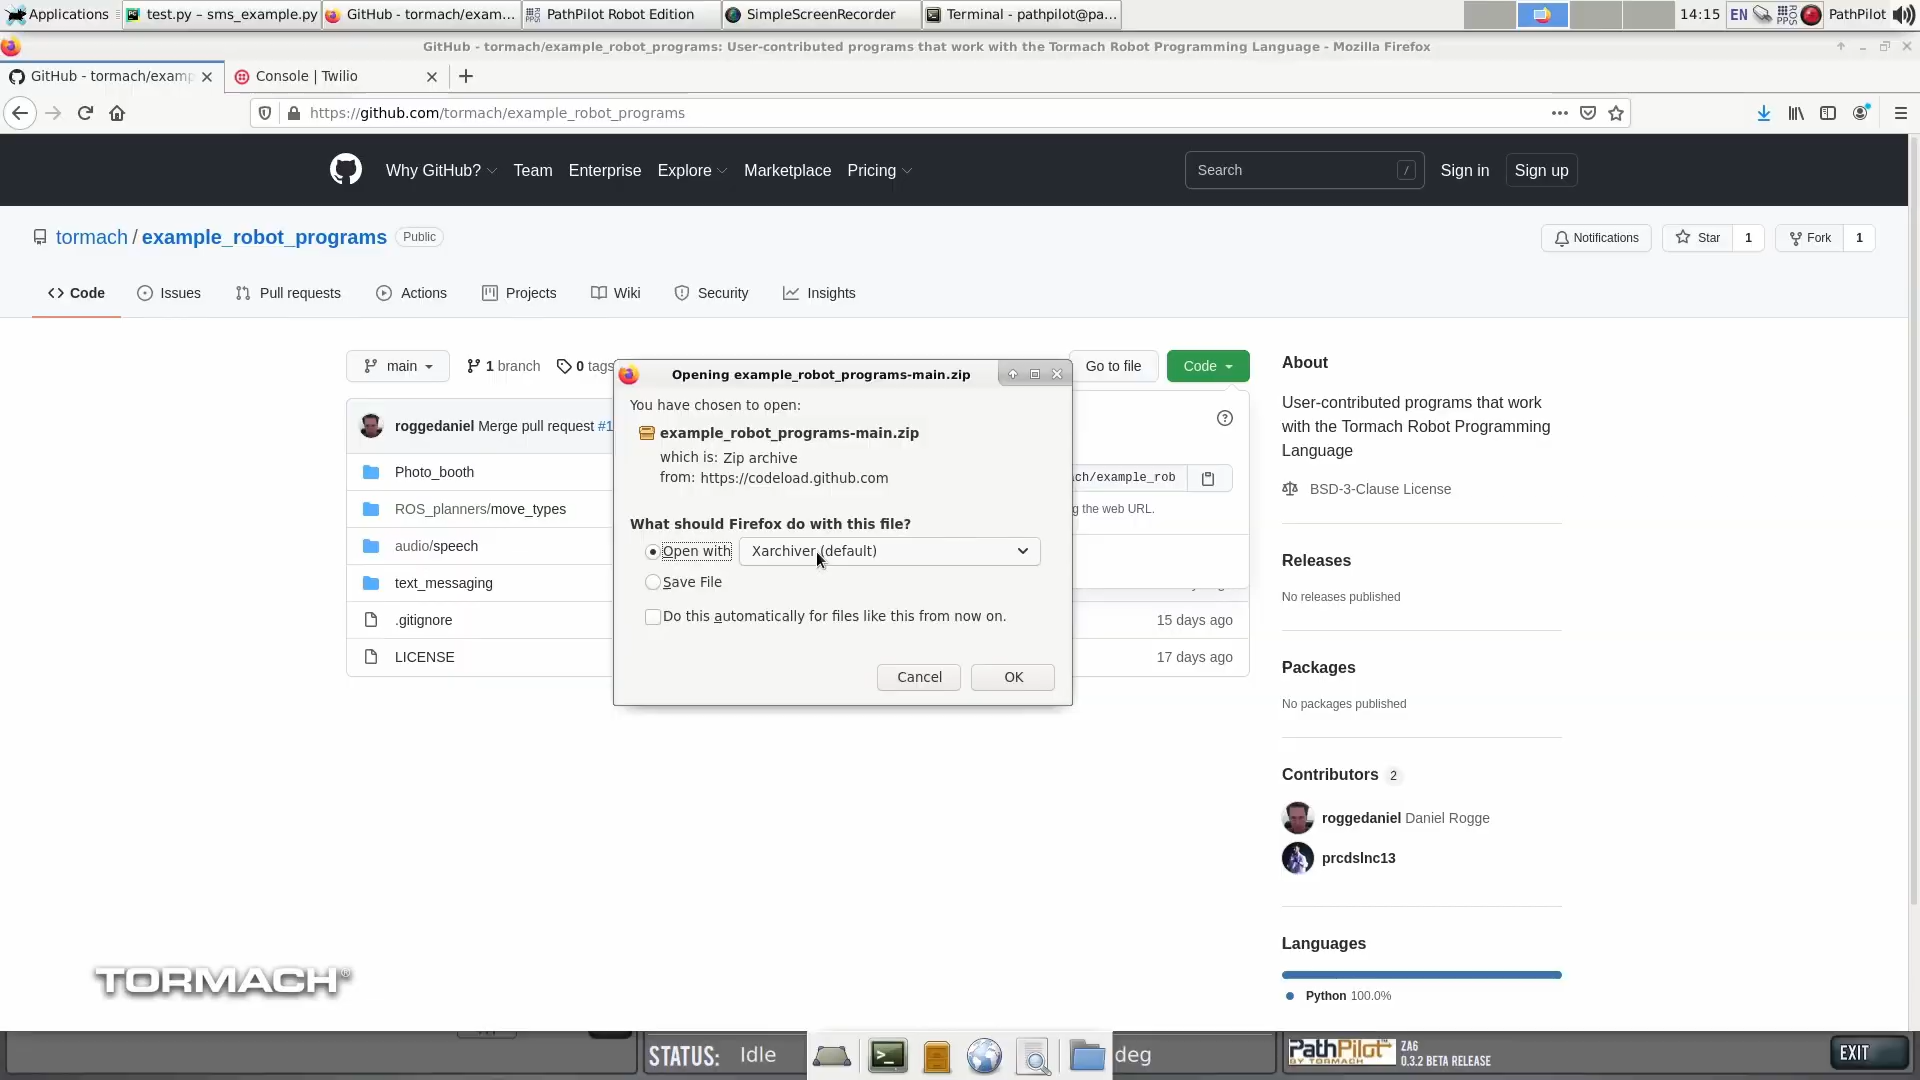 Applications
test.py – sms_example.py
GitHub - tormach/exam...
PathPilot Robot Edition
SimpleScreenRecorder
Terminal - pathpilot@pa...
14:15
EN
PathPilot
GitHub - tormach/example_robot_programs: User-contributed programs that work with the Tormach Robot Programming Language - Mozilla Firefox
GitHub - tormach/examp
Console | Twilio
https://github.com/tormach/example_robot_programs
Why GitHub?
Team
Enterprise
Explore
Marketplace
Pricing
Search
/
Sign in
Sign up
tormach / example_robot_programs
Public
Notifications
Star
1
Fork
1
Code
Issues
Pull requests
Actions
Projects
Wiki
Security
Insights
main
1 branch
0 tags
Go to file
Code
roggedaniel Merge pull request #1
Photo_booth
ROS_planners/move_types
audio/speech
text_messaging
.gitignore
15 days ago
LICENSE
17 days ago
ach/example_rob
g the web URL.
Opening example_robot_programs-main.zip
You have chosen to open:
example_robot_programs-main.zip
which is: Zip archive
from: https://codeload.github.com
What should Firefox do with this file?
Open with
Xarchiver (default)
Save File
Do this automatically for files like this from now on.
Cancel
OK
About
User-contributed programs that work
with the Tormach Robot Programming
Language
BSD-3-Clause License
Releases
No releases published
Packages
No packages published
Contributors 2
roggedaniel Daniel Rogge
prcdslnc13
Languages
Python 100.0%
TORMACH®
STATUS: Idle
deg
PathPilot
BY TORMACH
ZA6
0.3.2 BETA RELEASE
EXIT